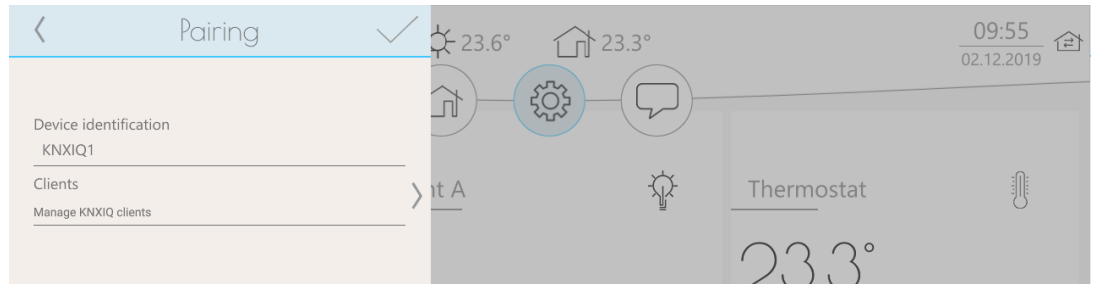 Pairing
23.6°
23.3°
09:55
02.12.2019
Device identification
KNXIQ1
Clients
Manage KNXIQ clients
A
Thermostat
23.3°